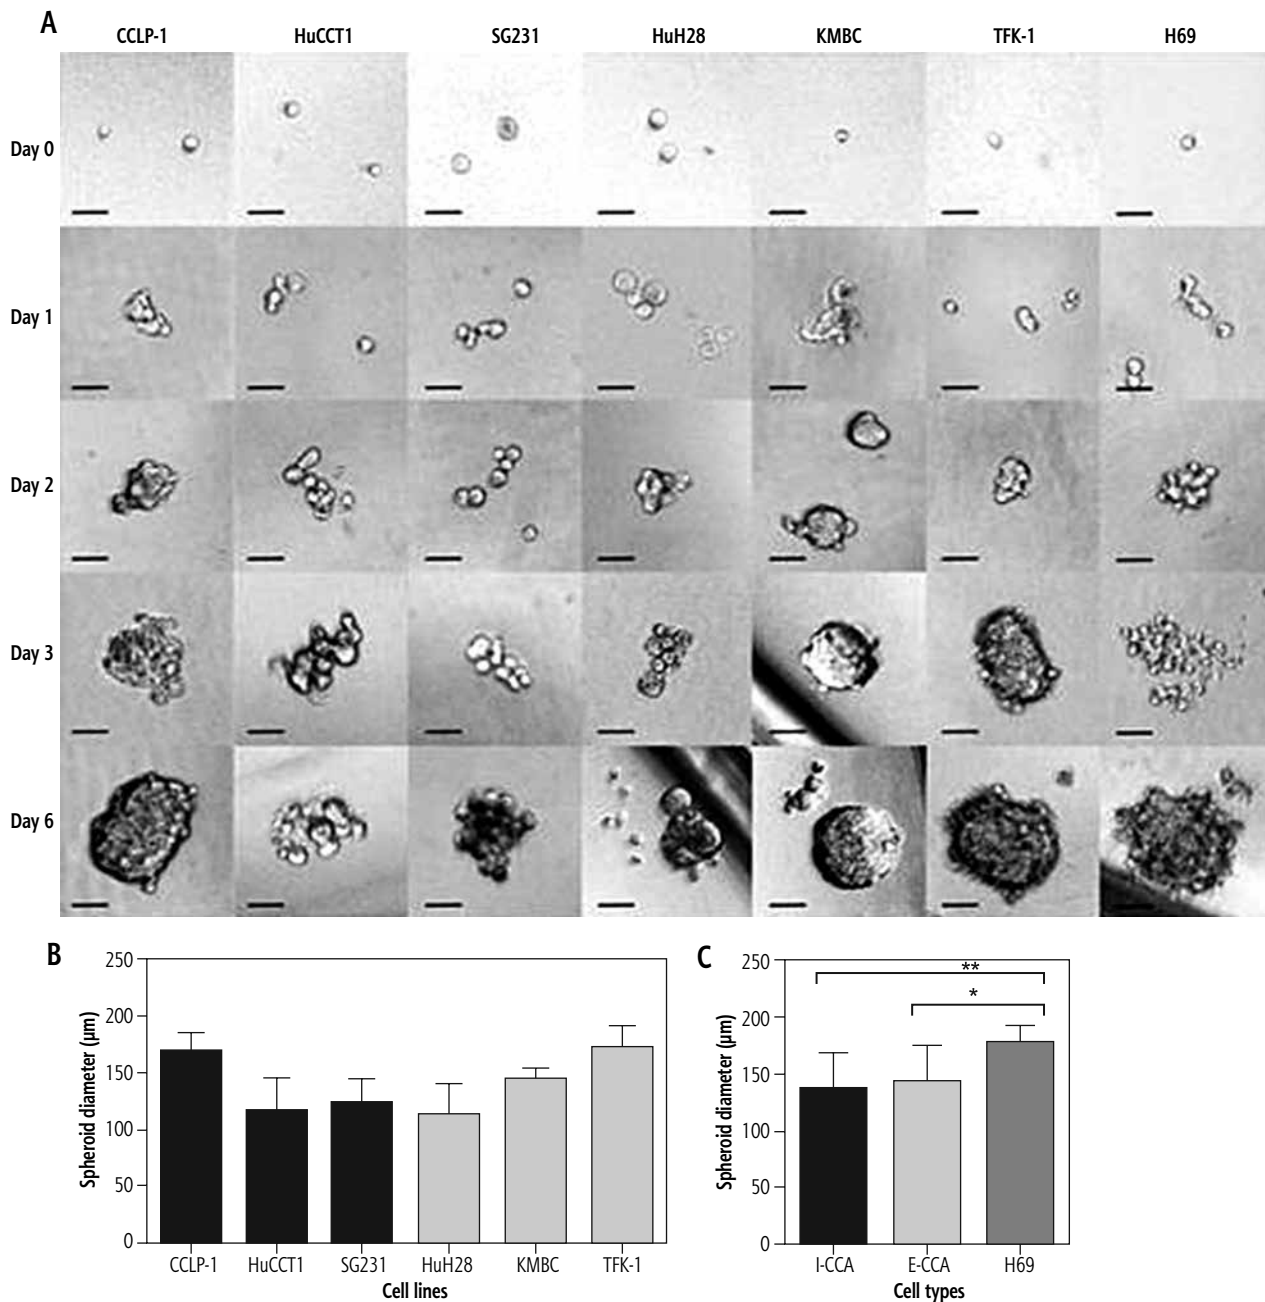 A
CCLP-1 HuCCT1 SG231 HuH28 KMBC TFK-1 H69
Day 0
Day 1
Day 2
Day 3
Day 6
B
Spheroid diameter (µm)
250
200
150
100
50
0
CCLP-1 HuCCT1 SG231 HuH28 KMBC TFK-1
Cell lines
C
Spheroid diameter (µm)
250
200
150
100
50
0
**
*
I-CCA E-CCA H69
Cell types